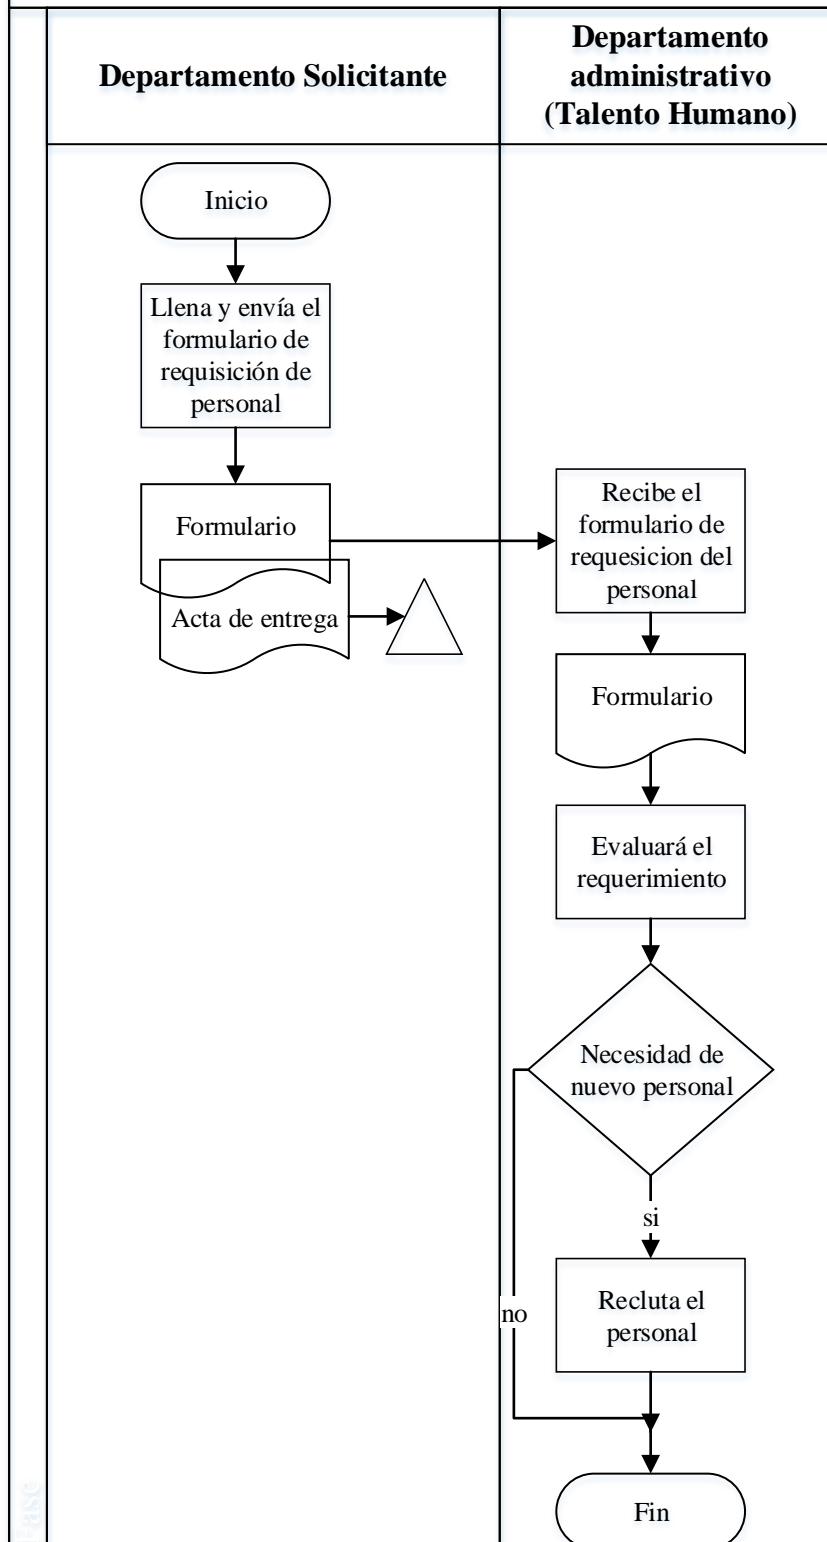 Departamento Solicitante
Departamento
administrativo
(Talento Humano)
Inicio
Llena y envía el
formulario de
requisición de
personal
Formulario
Acta de entrega
Recibe el
formulario de
requesicion del
personal
Formulario
Evaluará el
requerimiento
Necesidad de
nuevo personal
si
no
Recluta el
personal
Fin
Fase